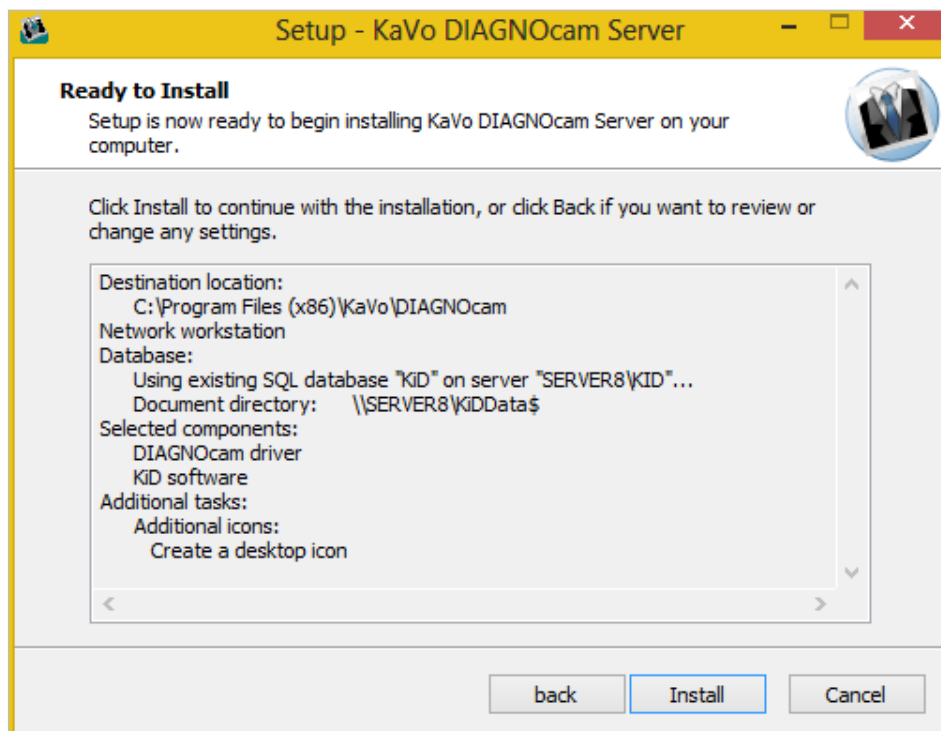 Setup - KaVo DIAGNOcam Server
Ready to Install
Setup is now ready to begin installing KaVo DIAGNOcam Server on your
computer.
Click Install to continue with the installation, or click Back if you want to review or
change any settings.
Destination location:
C:\Program Files (x86)\KaVo\DIAGNOcam
Network workstation
Database:
Using existing SQL database "KiD" on server "SERVER8\KID"...
Document directory: \\SERVER8\KiDData$
Selected components:
DIAGNOcam driver
KiD software
Additional tasks:
Additional icons:
Create a desktop icon
back Install Cancel